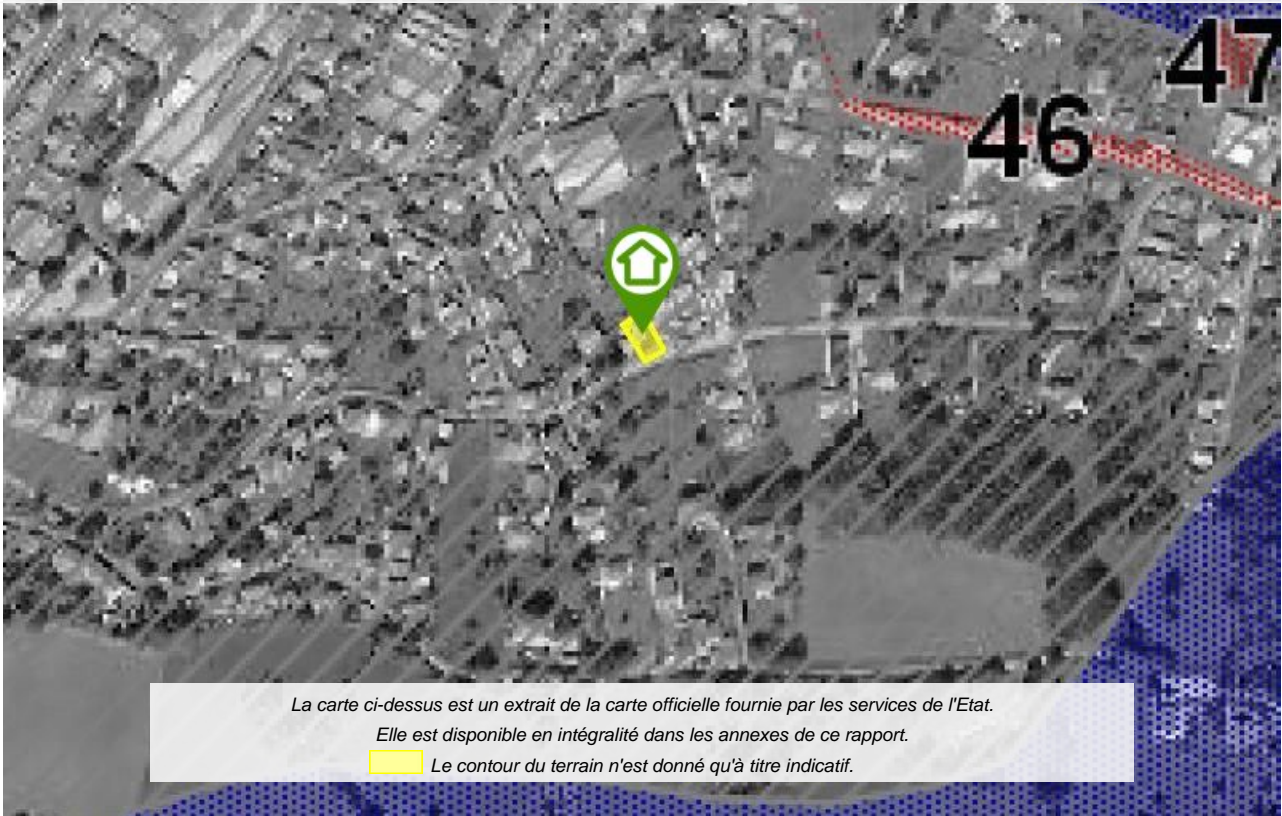 47
46
La carte ci-dessus est un extrait de la carte officielle fournie par les services de l'Etat.
Elle est disponible en intégralité dans les annexes de ce rapport.
Le contour du terrain n'est donné qu'à titre indicatif.